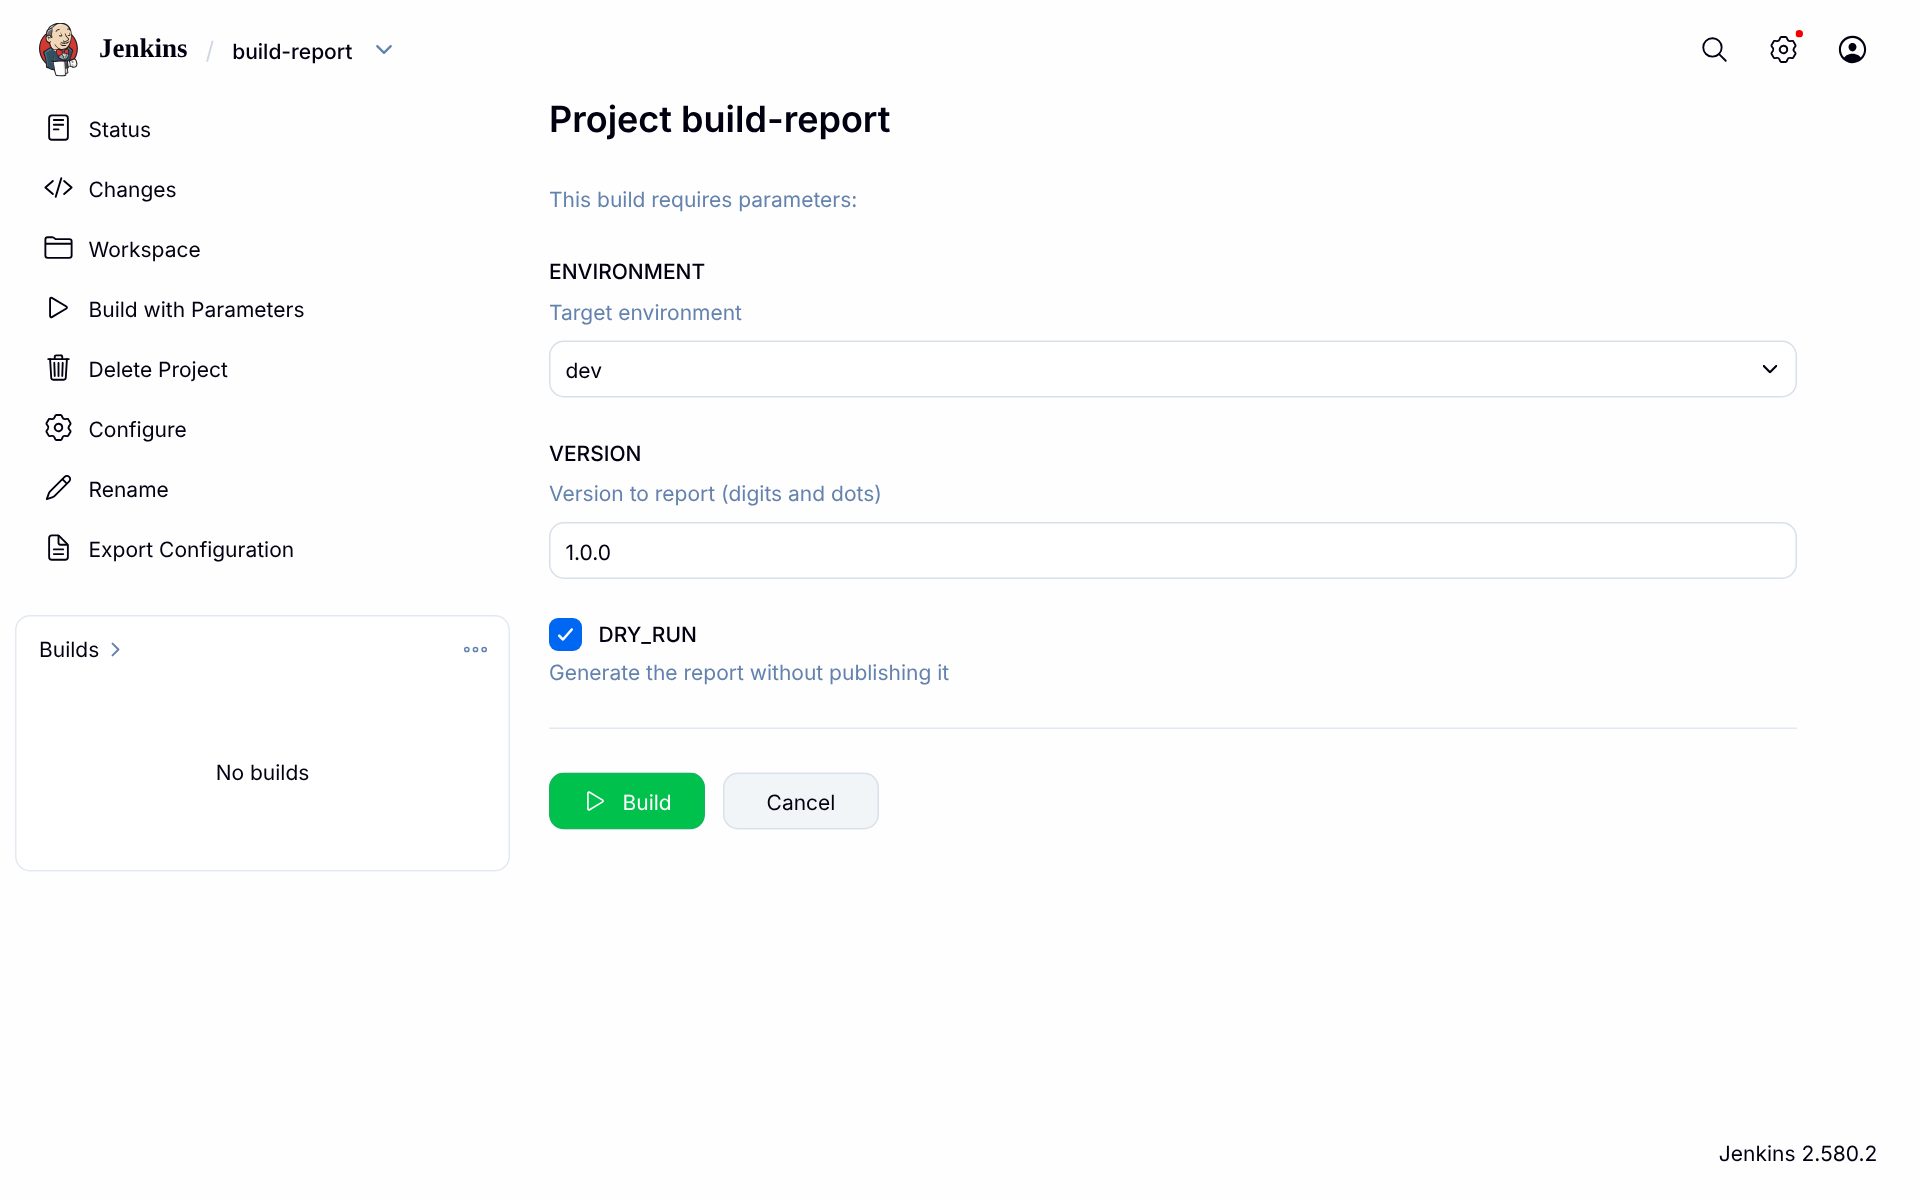 Jenkins / build-report
Status
Changes
Workspace
Build with Parameters
Delete Project
Configure
Rename
Export Configuration
Builds
No builds
Project build-report
This build requires parameters:
ENVIRONMENT
Target environment
dev
VERSION
Version to report (digits and dots)
1.0.0
DRY_RUN
Generate the report without publishing it
Build
Cancel
Jenkins 2.580.2